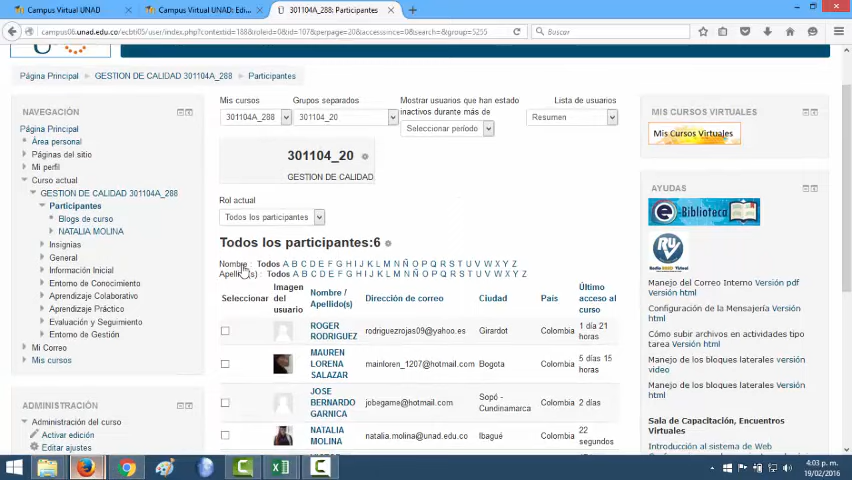 Campus Virtual UNAD
Campus Virtual UNAD: Edi...
301104A_288: Participantes
campus06.unad.edu.co/ecbti05/user/index.php?contextid=188&roleid=0&id=107&perpage=20&accesssince=0&search=&group=5255
Buscar
Página Principal
GESTION DE CALIDAD 301104A_288
Participantes
NAVEGACIÓN
Página Principal
Área personal
Páginas del sitio
Mi perfil
Curso actual
GESTION DE CALIDAD 301104A_288
Participantes
Blogs de curso
NATALIA MOLINA
Insignias
General
Información Inicial
Entorno de Conocimiento
Aprendizaje Colaborativo
Aprendizaje Práctico
Evaluación y Seguimiento
Entorno de Gestión
Mi Correo
Mis cursos
ADMINISTRACIÓN
Administración del curso
Activar edición
Editar ajustes
Mis cursos
301104A_288
Grupos separados
301104_20
Mostrar usuarios que han estado
inactivos durante más de
Seleccionar período
Lista de usuarios
Resumen
301104_20
GESTION DE CALIDAD
Rol actual
Todos los participantes
Todos los participantes:6
Nombre : Todos A B C D E F G H I J K L M N Ñ O P Q R S T U V W X Y Z
Apellido(s) : Todos A B C D E F G H I J K L M N Ñ O P Q R S T U V W X Y Z
Seleccionar
Imagen
del
usuario
Nombre /
Apellido(s)
Dirección de correo
Ciudad
País
Último
acceso al
curso
ROGER
RODRIGUEZ
rodriguezrojas09@yahoo.es
Girardot
Colombia
1 día 21
horas
MAUREN
LORENA
SALAZAR
mainloren_1207@hotmail.com
Bogota
Colombia
5 días 15
horas
JOSE
BERNARDO
GARNICA
jobegame@hotmail.com
Sopó -
Cundinamarca
Colombia
2 días
NATALIA
MOLINA
natalia.molina@unad.edu.co
Ibagué
Colombia
22
segundos
MIS CURSOS VIRTUALES
Mis Cursos Virtuales
AYUDAS
e-Biblioteca
Manejo del Correo Interno Versión pdf
Versión html
Configuración de la Mensajería Versión
html
Cómo subir archivos en actividades tipo
tarea Versión html
Manejo de los bloques laterales versión
video
Manejo de los bloques laterales Versión
html
Sala de Capacitación, Encuentros
Virtuales
Introducción al sistema de Web
4:03 p.m.
19/02/2016